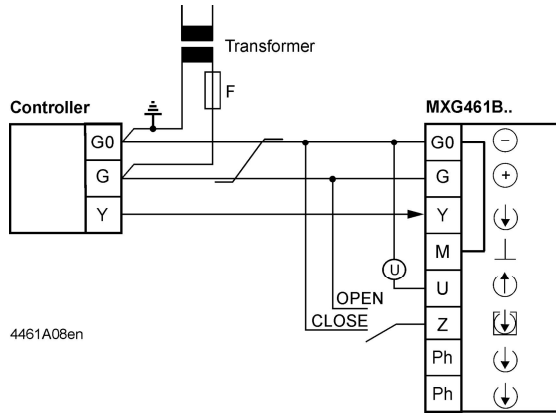 Transformer
F
Controller
MXG461B..
G0
G
Y
G0
G
Y
M
U
Z
Ph
Ph
U
OPEN
CLOSE
4461A08en